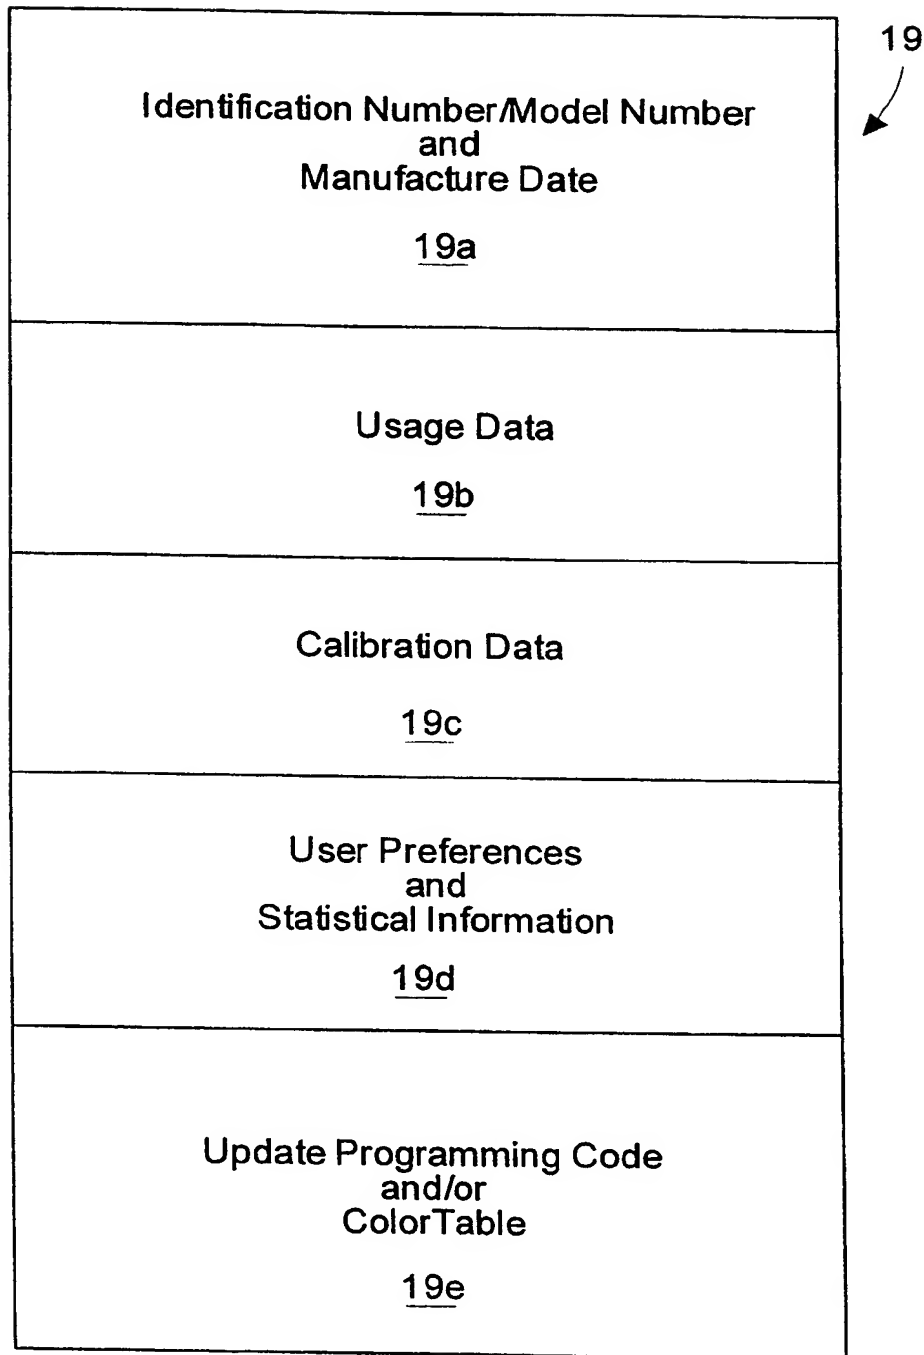 19
Identification Number/Model Number
and
Manufacture Date
19a
Usage Data
19b
Calibration Data
19c
User Preferences
and
Statistical Information
19d
Update Programming Code
and/or
ColorTable
19e